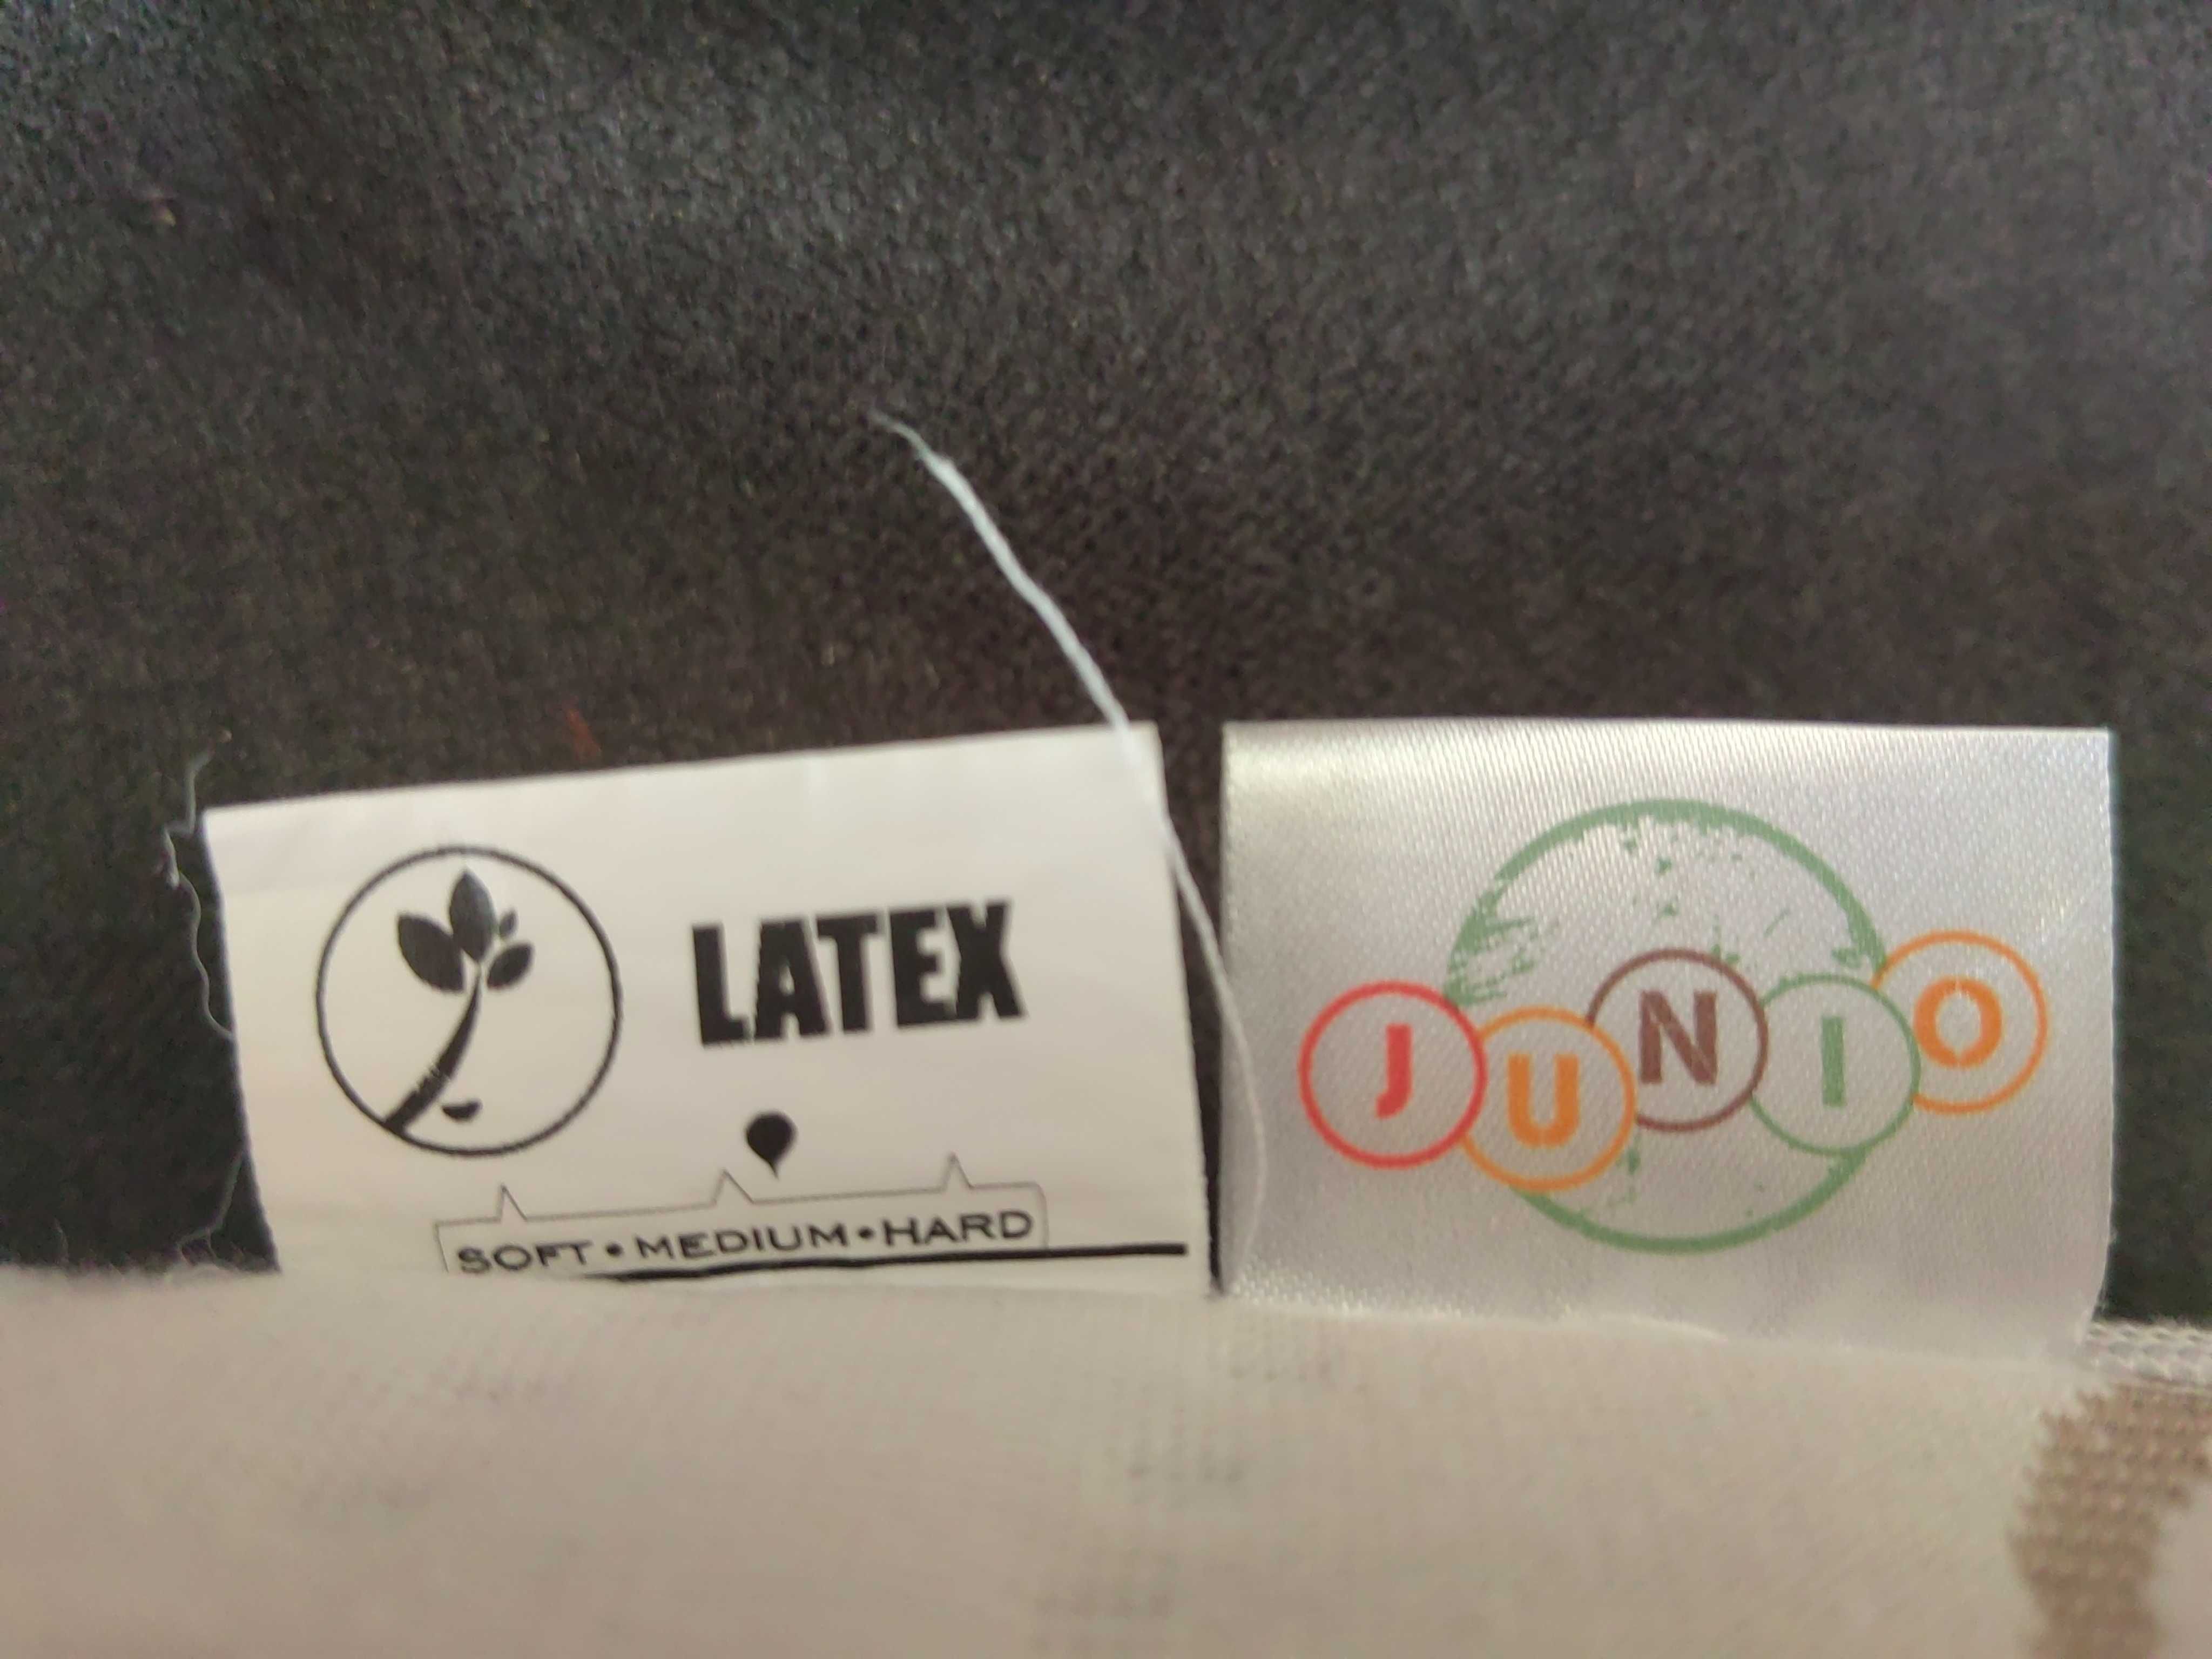 LATEX
SOFT • MEDIUM • HARD
JUNIO